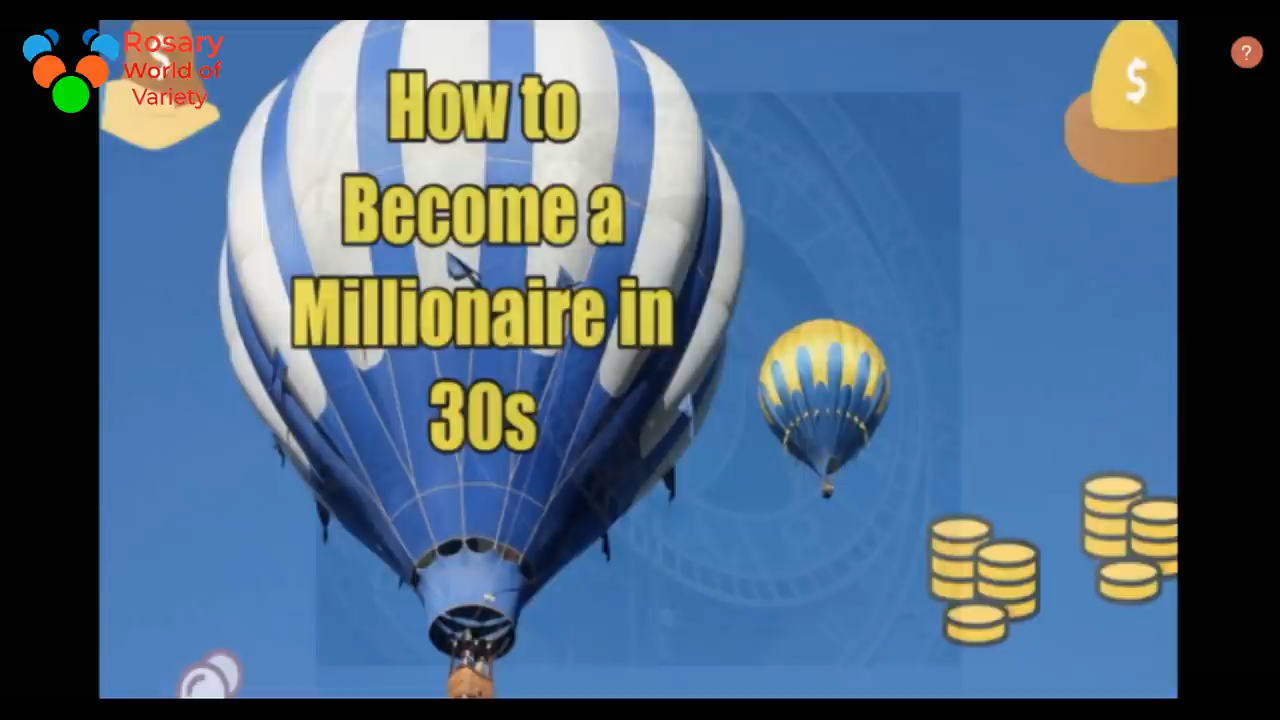 Rosary
World of
Variety
How to
Become a
Millionaire in
30s
$
$
?